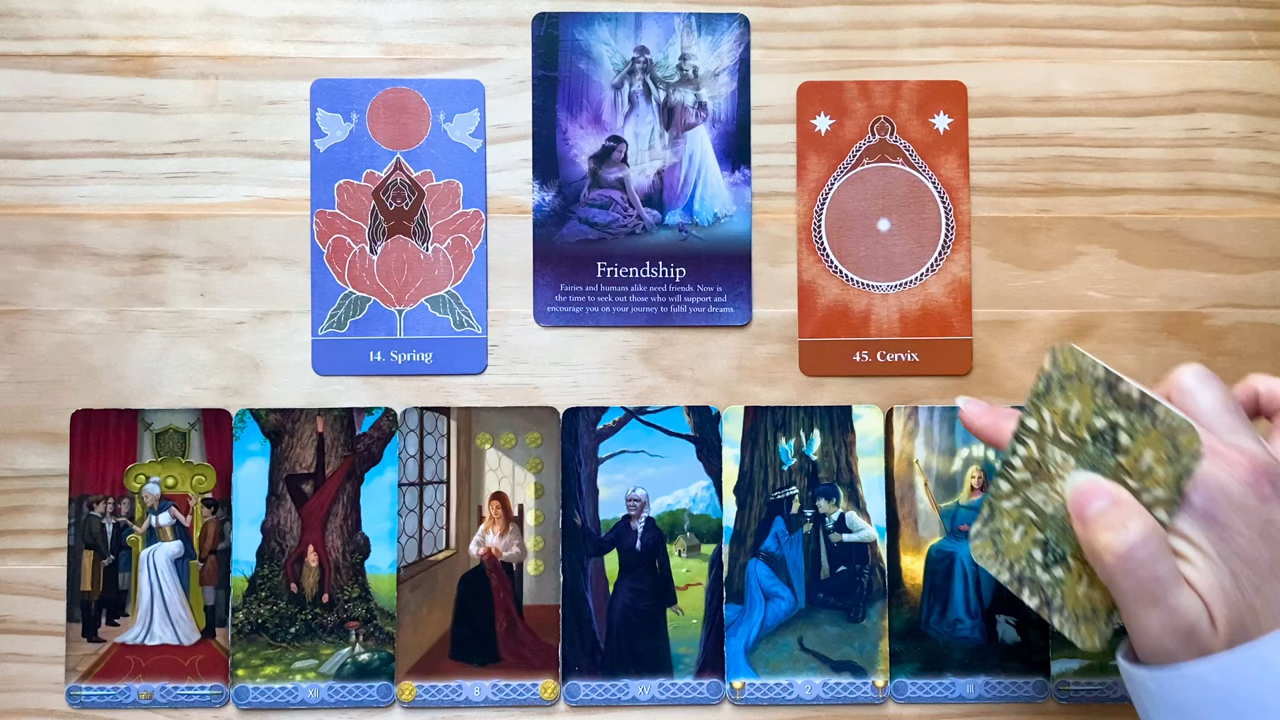 14. Spring
Friendship
Fairies and humans alike need friends. Now is
the time to seek out those who will support and
encourage you on your journey to fulfil your dreams.
45. Cervix
XII
8
XV
2
III